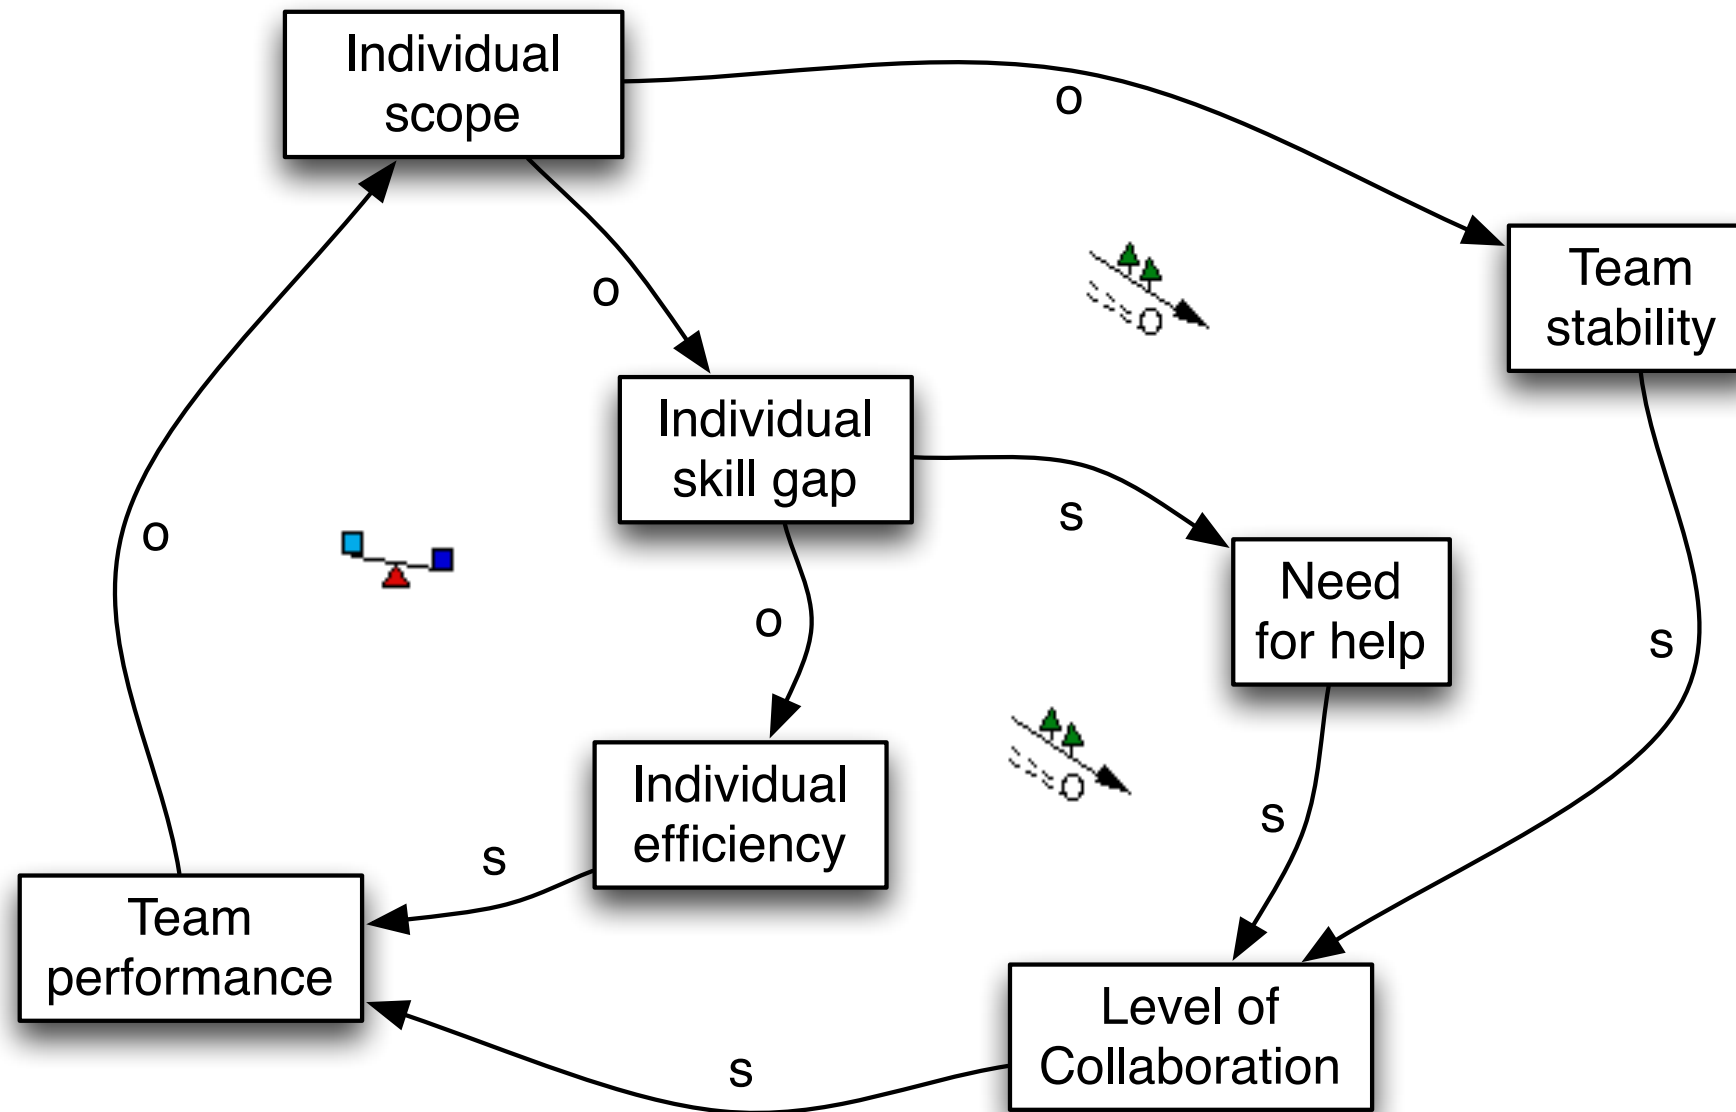 Individual
scope
o
Team
stability
o
Individual
skill gap
s
o
o
Need
for help
s
Individual
efficiency
s
s
Team
performance
Level of
Collaboration
s